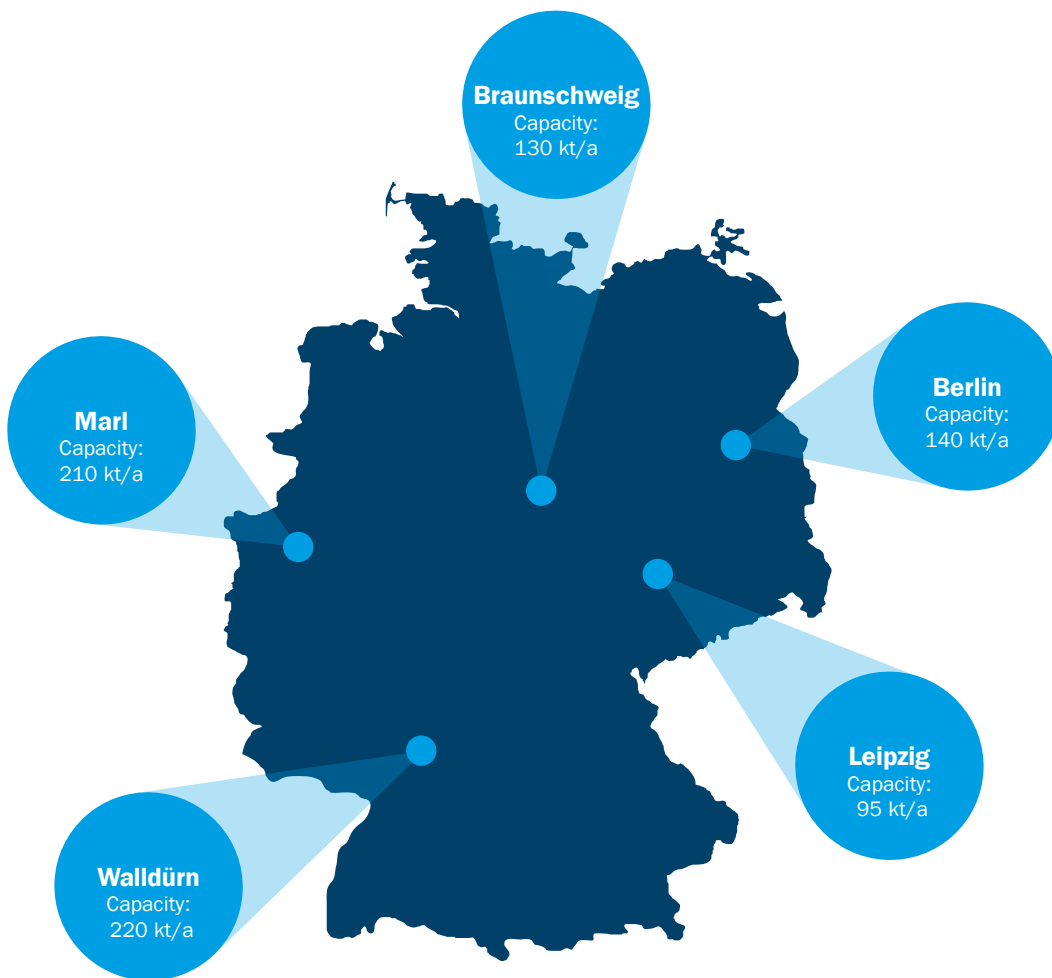 Braunschweig
Capacity:
130 kt/a
Berlin
Capacity:
140 kt/a
Marl
Capacity:
210 kt/a
Leipzig
Capacity:
95 kt/a
Walldürn
Capacity:
220 kt/a